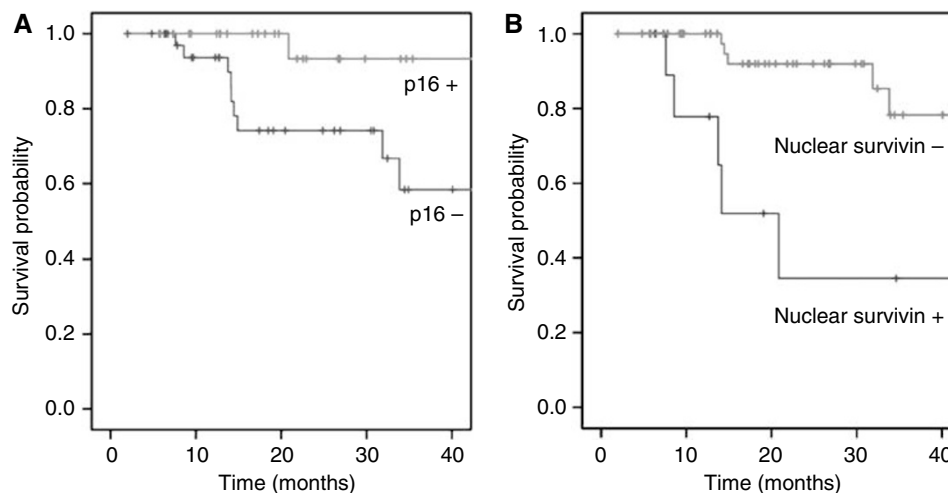 A
Survival probability
1.0
0.8
0.6
0.4
0.2
0.0
p16 +
p16 –
0 10 20 30 40
Time (months)
B
Survival probability
1.0
0.8
0.6
0.4
0.2
0.0
Nuclear survivin –
Nuclear survivin +
0 10 20 30 40
Time (months)